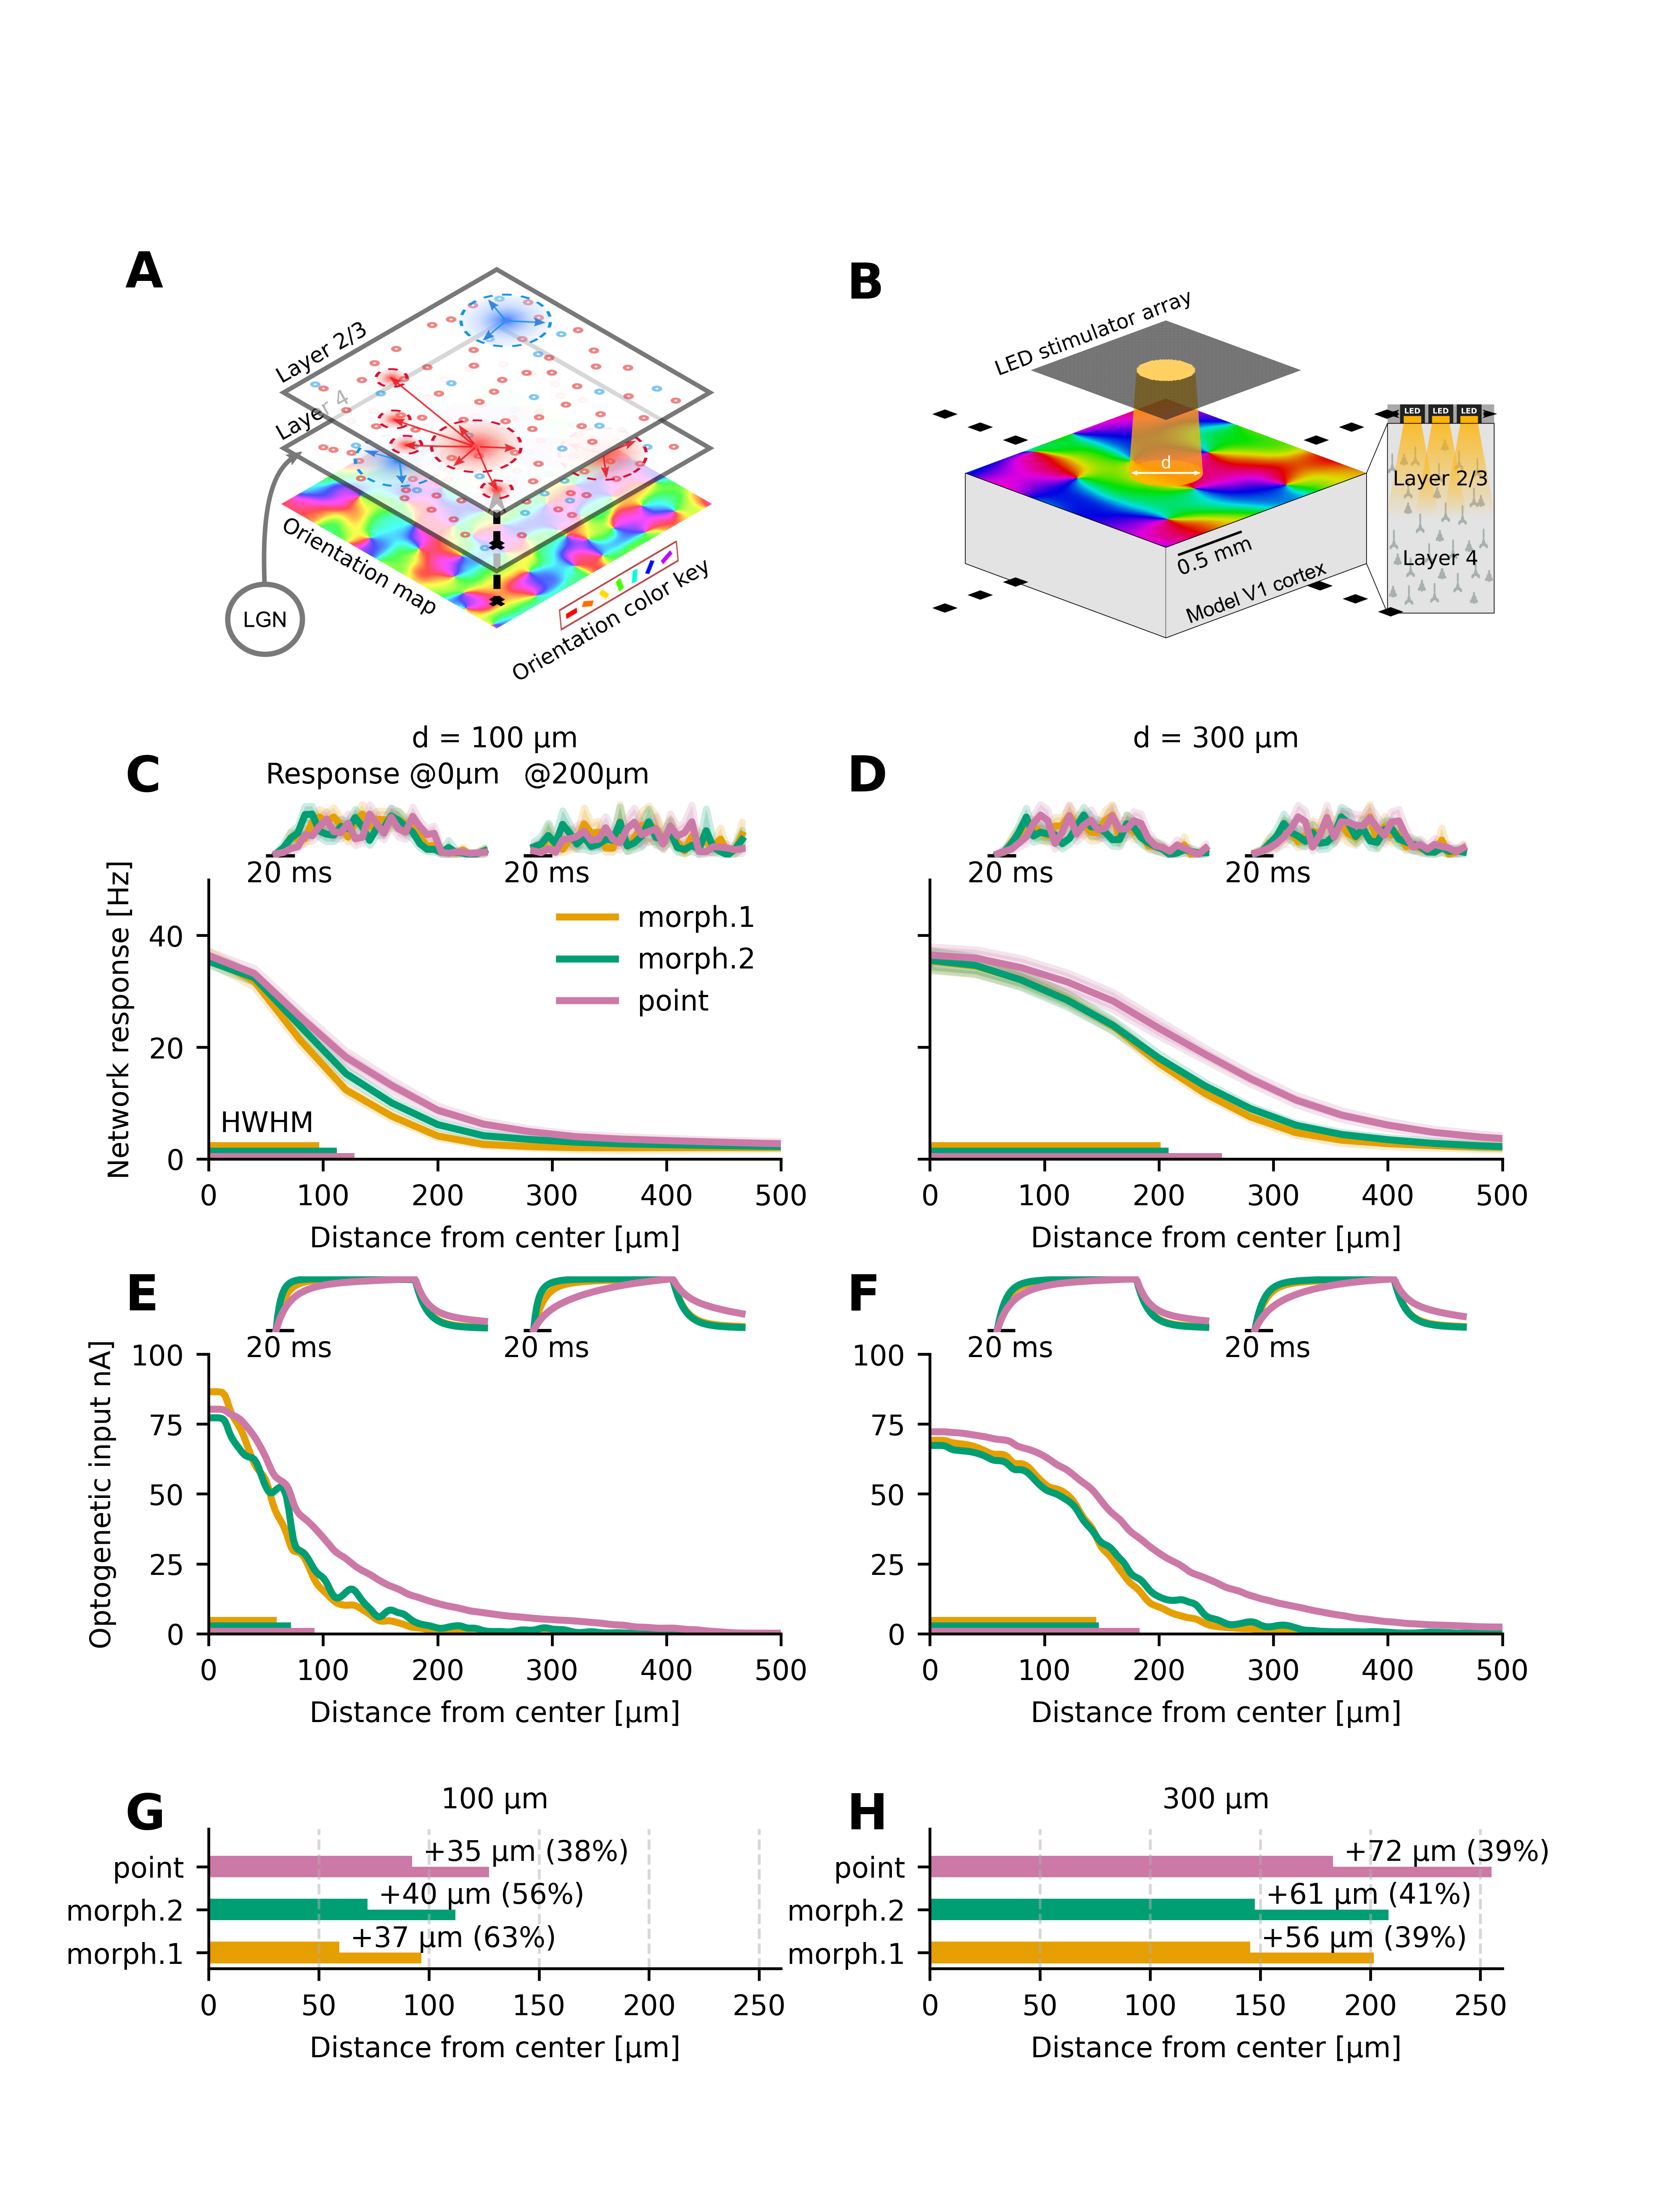 A
Layer 2/3
Layer 4
Orientation map
Orientation color key
LGN
B
LED stimulator array
d
0.5 mm
Model V1 cortex
LED LED LED
Layer 2/3
Layer 4
d = 100 µm
C
Response @0µm @200µm
20 ms 20 ms
Network response [Hz]
40
20
0
morph.1
morph.2
point
HWHM
0 100 200 300 400 500
Distance from center [µm]
d = 300 µm
D
20 ms 20 ms
0 100 200 300 400 500
Distance from center [µm]
E
20 ms 20 ms
Optogenetic input nA]
100
75
50
25
0
0 100 200 300 400 500
Distance from center [µm]
F
20 ms 20 ms
100
75
50
25
0
0 100 200 300 400 500
Distance from center [µm]
G
100 µm
point
+35 µm (38%)
morph.2
+40 µm (56%)
morph.1
+37 µm (63%)
0 50 100 150 200 250
Distance from center [µm]
H
300 µm
point
+72 µm (39%)
morph.2
+61 µm (41%)
morph.1
+56 µm (39%)
0 50 100 150 200 250
Distance from center [µm]